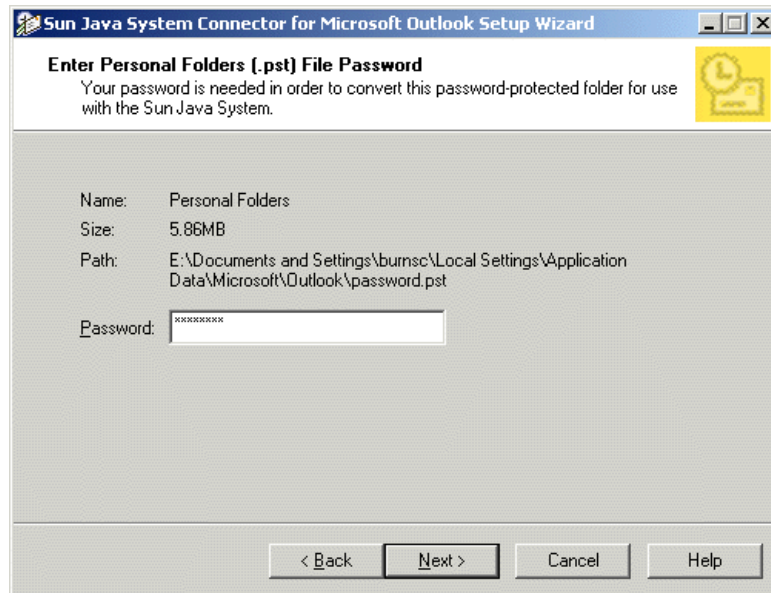 Sun Java System Connector for Microsoft Outlook Setup Wizard
Enter Personal Folders (.pst) File Password
Your password is needed in order to convert this password-protected folder for use
with the Sun Java System.
Name: Personal Folders
Size: 5.86MB
Path: E:\Documents and Settings\burnsc\Local Settings\Application
Data\Microsoft\Outlook\password.pst
Password: ××××××××
< Back Next > Cancel Help